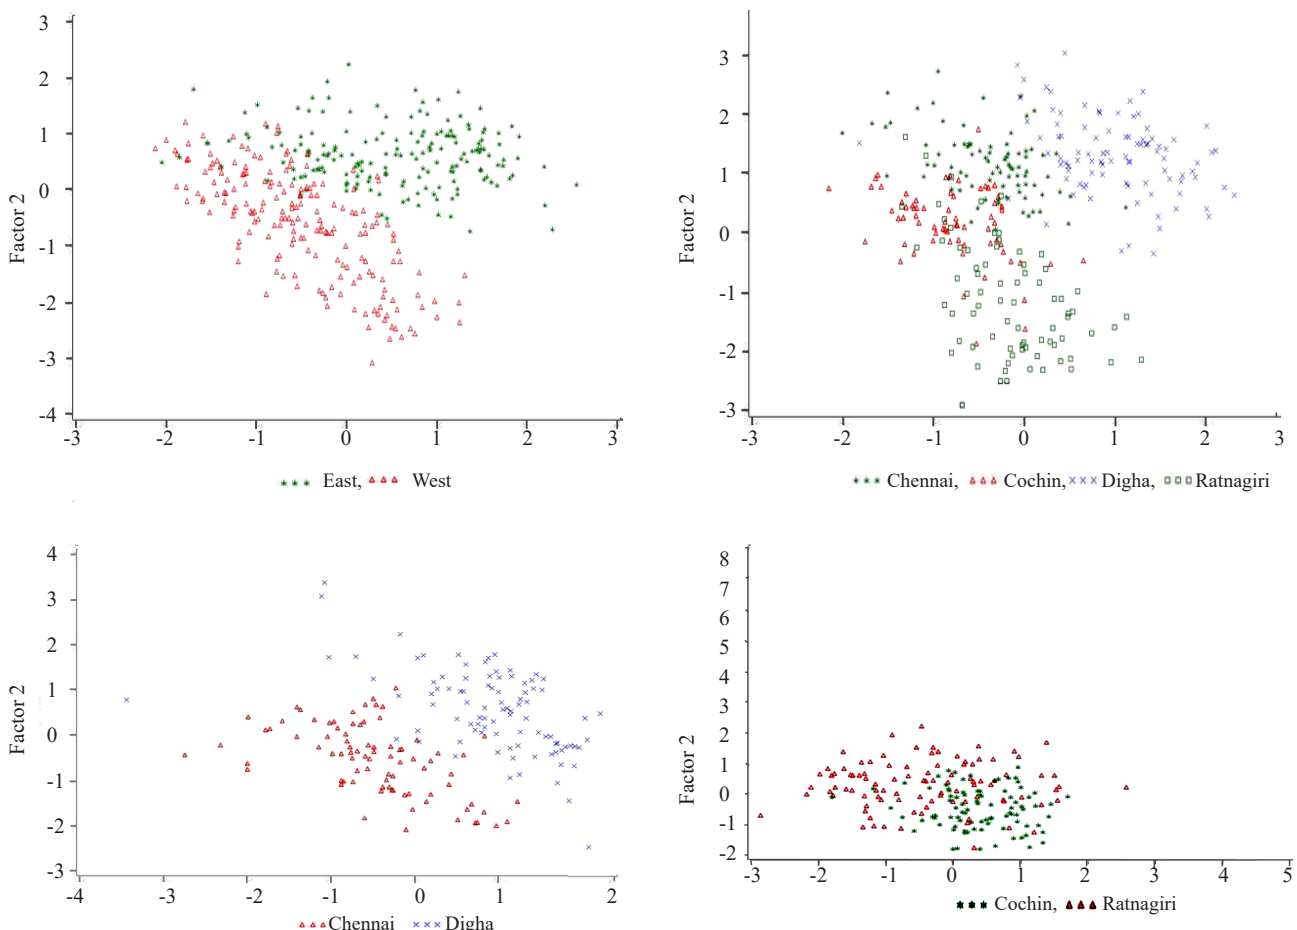 3
2
1
0
-1
-2
-3
-4
Factor 2
-3 -2 -1 0 1 2 3
East, West
3
2
1
0
-1
-2
-3
Factor 2
-3 -2 -1 0 1 2 3
Chennai, Cochin, Digha, Ratnagiri
4
3
2
1
0
-1
-2
-3
Factor 2
-4 -3 -2 -1 0 1 2
Chennai Digha
8
7
6
5
4
3
2
1
0
-1
-2
Factor 2
-3 -2 -1 0 1 2 3 4 5
Cochin, Ratnagiri